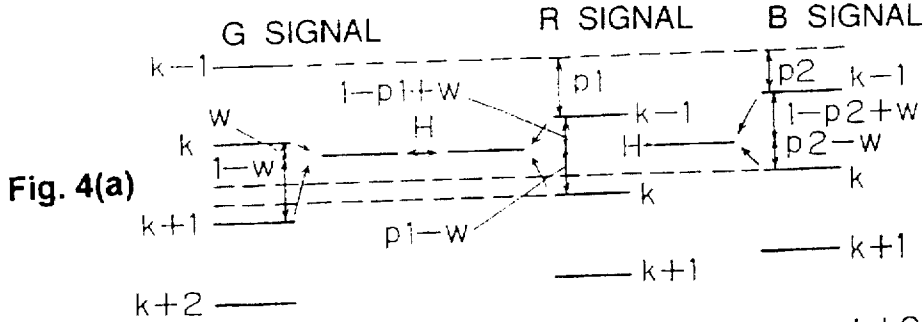 G SIGNAL R SIGNAL B SIGNAL
k−1 p1 p2 k−1
1−p1+w
w H k−1 1−p2+w
k H p2−w
1−w
Fig. 4(a) k k
k+1 p1−w
k+1 k+1
k+2